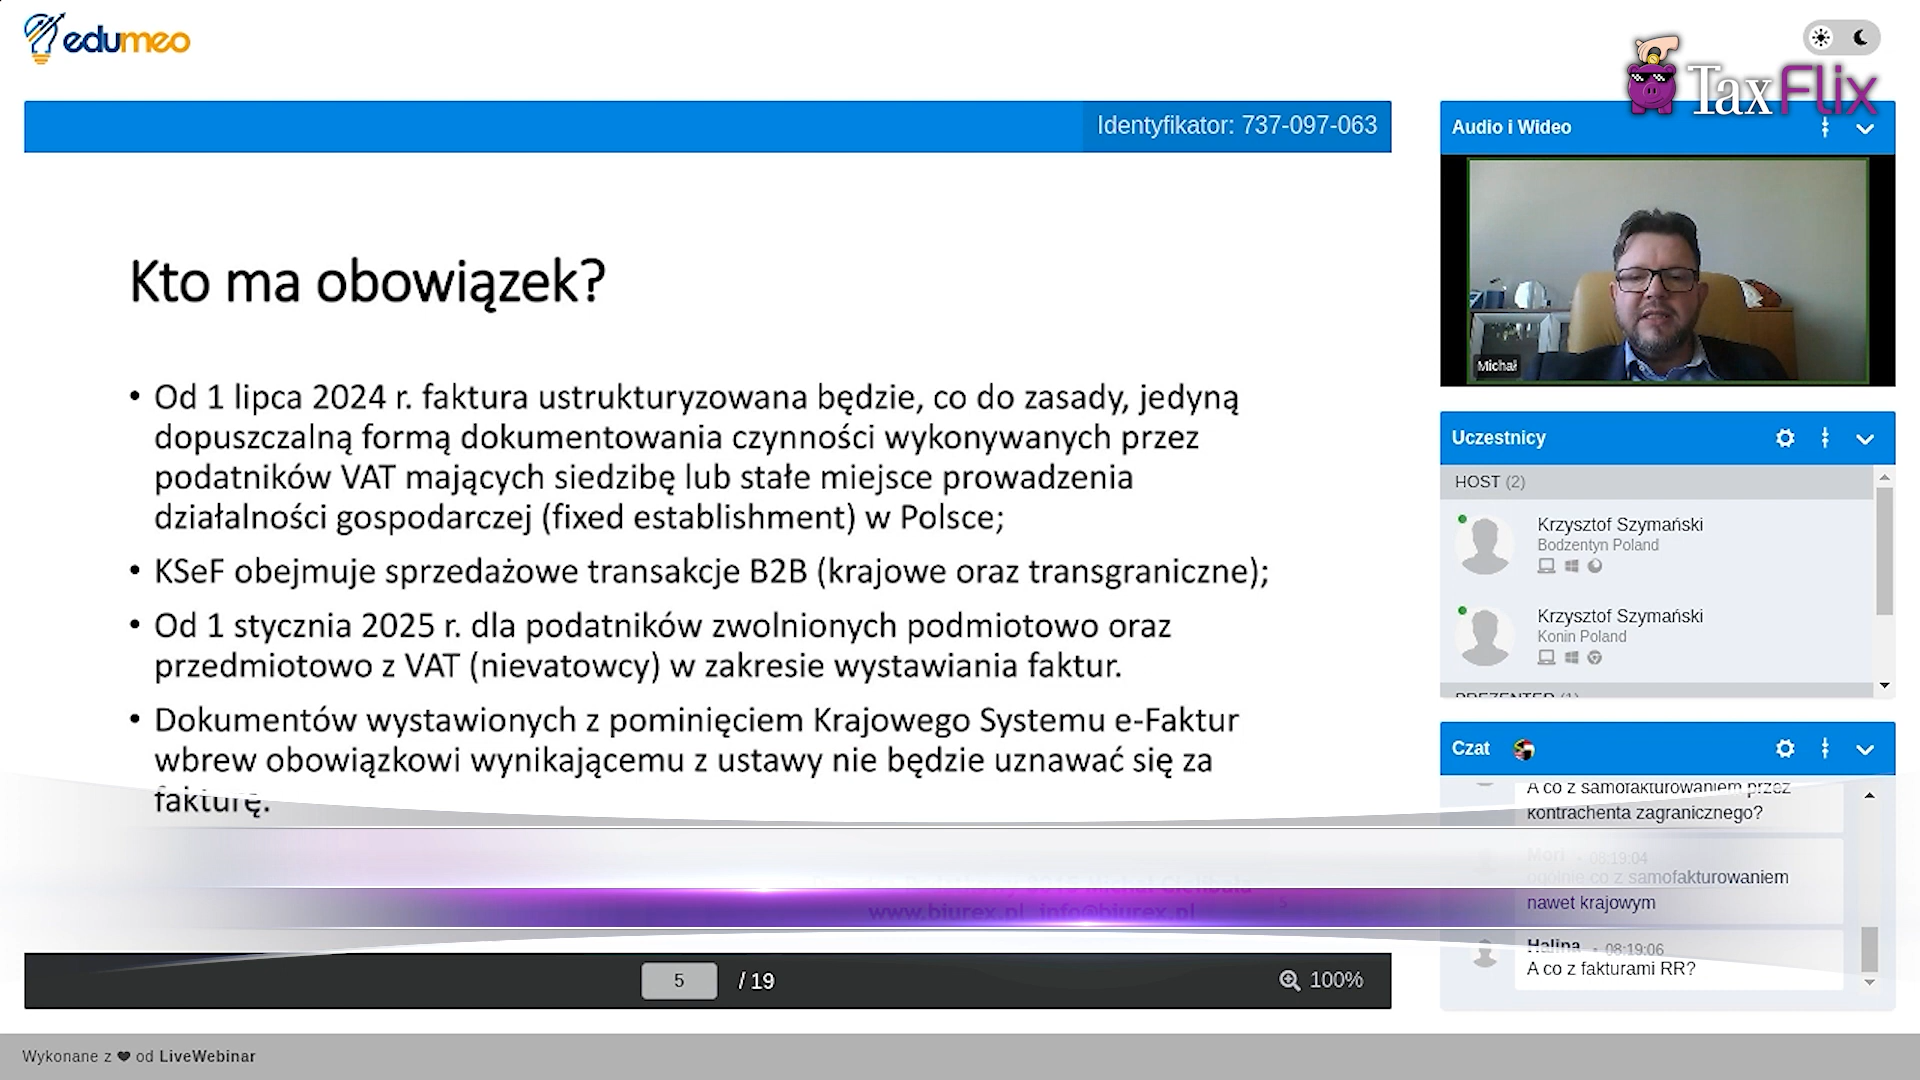 edumeo
TaxFlix
Identyfikator: 737-097-063
Kto ma obowiązek?
• Od 1 lipca 2024 r. faktura ustrukturyzowana będzie, co do zasady, jedyną
dopuszczalną formą dokumentowania czynności wykonywanych przez
podatników VAT mających siedzibę lub stałe miejsce prowadzenia
działalności gospodarczej (fixed establishment) w Polsce;
• KSeF obejmuje sprzedażowe transakcje B2B (krajowe oraz transgraniczne);
• Od 1 stycznia 2025 r. dla podatników zwolnionych podmiotowo oraz
przedmiotowo z VAT (nievatowcy) w zakresie wystawiania faktur.
• Dokumentów wystawionych z pominięciem Krajowego Systemu e-Faktur
wbrew obowiązkowi wynikającemu z ustawy nie będzie uznawać się za
fakturę.
www.biurex.pl info@biurex.pl
5
5 / 19
100%
Audio i Wideo
Michał
Uczestnicy
HOST (2)
Krzysztof Szymański
Bodzentyn Poland
Krzysztof Szymański
Konin Poland
PREZENTER (1)
Czat
A co z samofakturowaniem przez
kontrachenta zagranicznego?
Mori - 08:19:04
ogólnie co z samofakturowaniem
nawet krajowym
Halina - 08:19:06
A co z fakturami RR?
Wykonane z ❤ od LiveWebinar